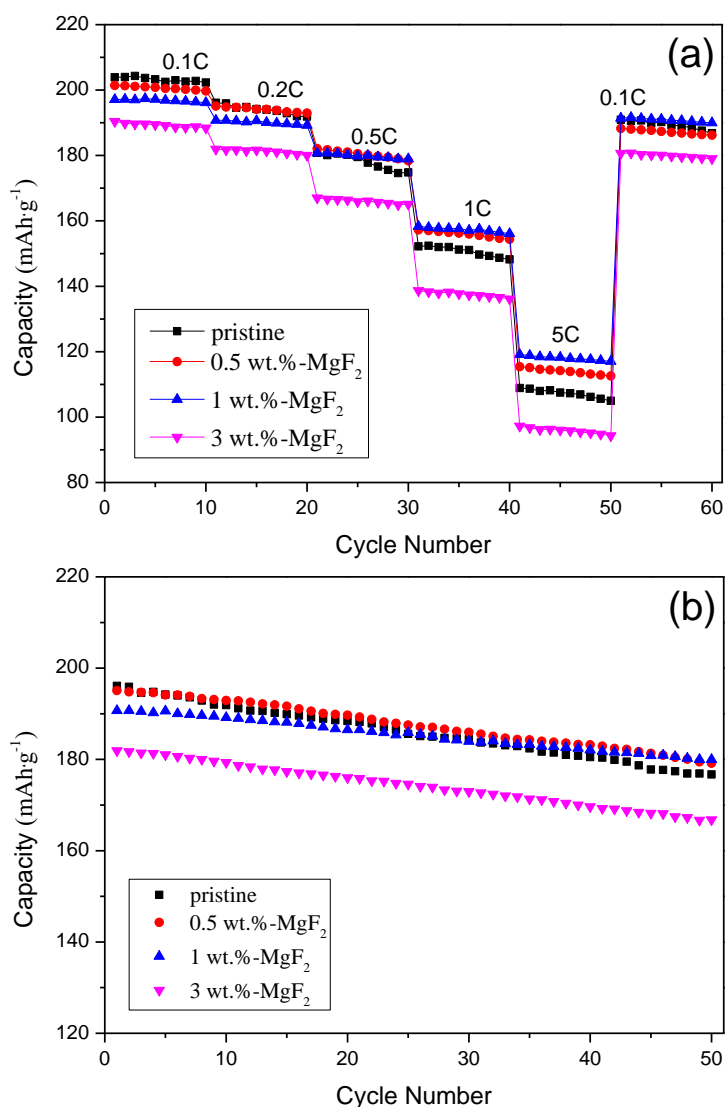 (a)
220
200
180
160
140
120
100
80
Capacity (mAh·g⁻¹)
0.1C
0.2C
0.5C
1C
5C
0.1C
pristine
0.5 wt.%-MgF₂
1 wt.%-MgF₂
3 wt.%-MgF₂
0 10 20 30 40 50 60
Cycle Number
(b)
220
200
180
160
140
120
Capacity (mAh·g⁻¹)
pristine
0.5 wt.%-MgF₂
1 wt.%-MgF₂
3 wt.%-MgF₂
0 10 20 30 40 50
Cycle Number